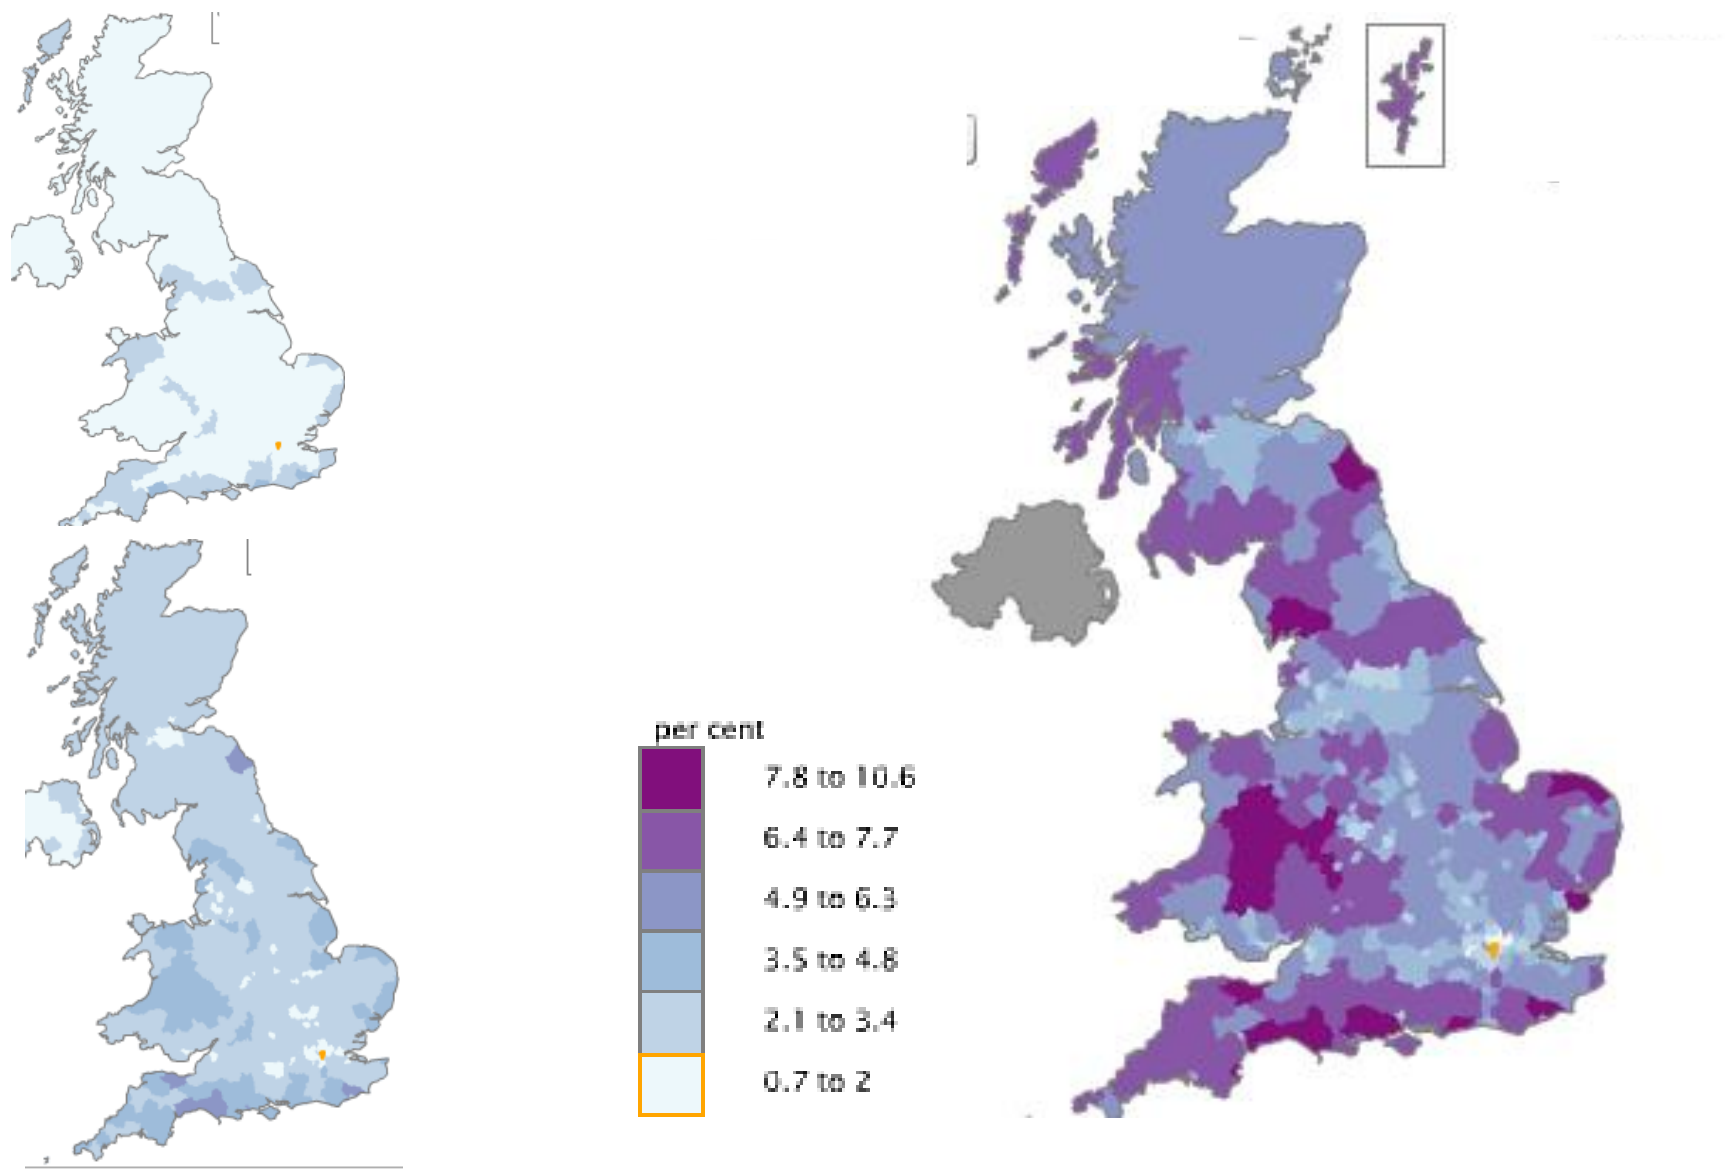 per cent
7.8 to 10.6
6.4 to 7.7
4.9 to 6.3
3.5 to 4.8
2.1 to 3.4
0.7 to 2